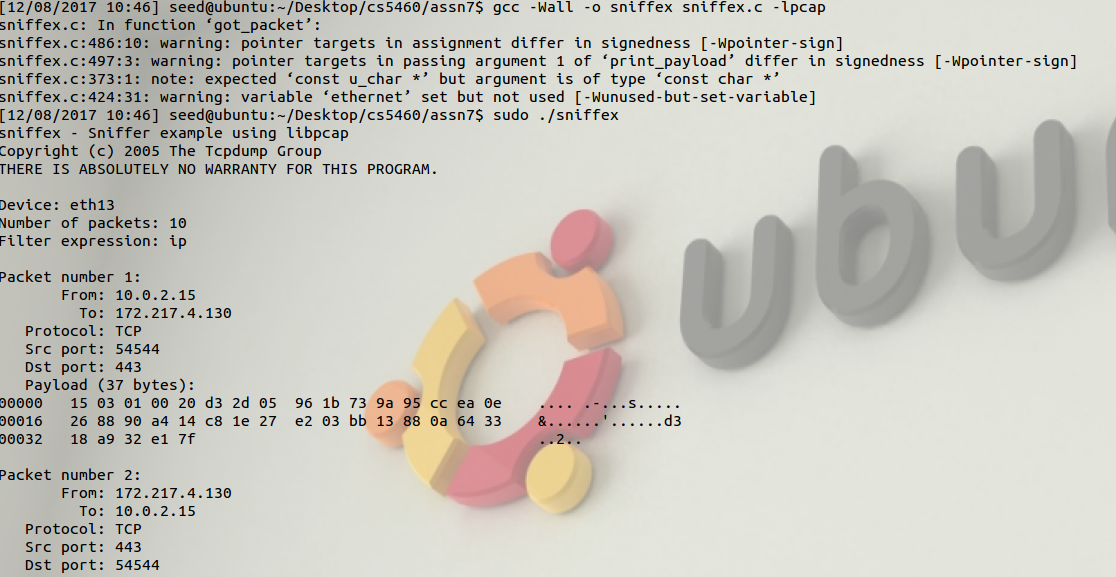 [12/08/2017 10:46] seed@ubuntu:~/Desktop/cs5460/assn7$ gcc -Wall -o sniffex sniffex.c -lpcap
sniffex.c: In function ‘got_packet’:
sniffex.c:486:10: warning: pointer targets in assignment differ in signedness [-Wpointer-sign]
sniffex.c:497:3: warning: pointer targets in passing argument 1 of ‘print_payload’ differ in signedness [-Wpointer-sign]
sniffex.c:373:1: note: expected ‘const u_char *’ but argument is of type ‘const char *’
sniffex.c:424:31: warning: variable ‘ethernet’ set but not used [-Wunused-but-set-variable]
[12/08/2017 10:46] seed@ubuntu:~/Desktop/cs5460/assn7$ sudo ./sniffex
sniffex - Sniffer example using libpcap
Copyright (c) 2005 The Tcpdump Group
THERE IS ABSOLUTELY NO WARRANTY FOR THIS PROGRAM.

Device: eth13
Number of packets: 10
Filter expression: ip

Packet number 1:
       From: 10.0.2.15
         To: 172.217.4.130
   Protocol: TCP
   Src port: 54544
   Dst port: 443
   Payload (37 bytes):
00000   15 03 01 00 20 d3 2d 05  96 1b 73 9a 95 cc ea 0e    .... .-...s.....
00016   26 88 90 a4 14 c8 1e 27  e2 03 bb 13 88 0a 64 33    &......'......d3
00032   18 a9 32 e1 7f                                      ..2..

Packet number 2:
       From: 172.217.4.130
         To: 10.0.2.15
   Protocol: TCP
   Src port: 443
   Dst port: 54544
ubu